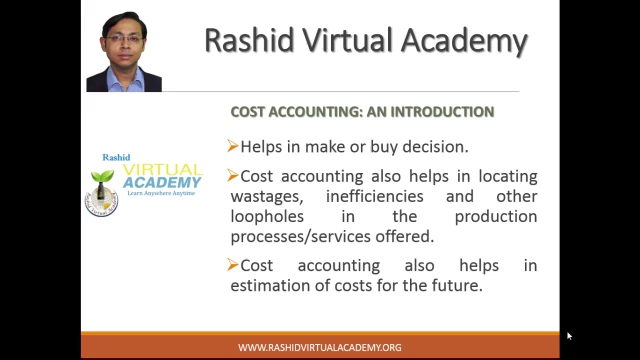 Rashid Virtual Academy
COST ACCOUNTING: AN INTRODUCTION
Helps in make or buy decision.
Cost accounting also helps in locating
wastages, inefficiencies and other
loopholes in the production
processes/services offered.
Cost accounting also helps in
estimation of costs for the future.
Rashid
VIRTUAL
ACADEMY
Learn Anywhere Anytime
WWW.RASHIDVIRTUALACADEMY.ORG